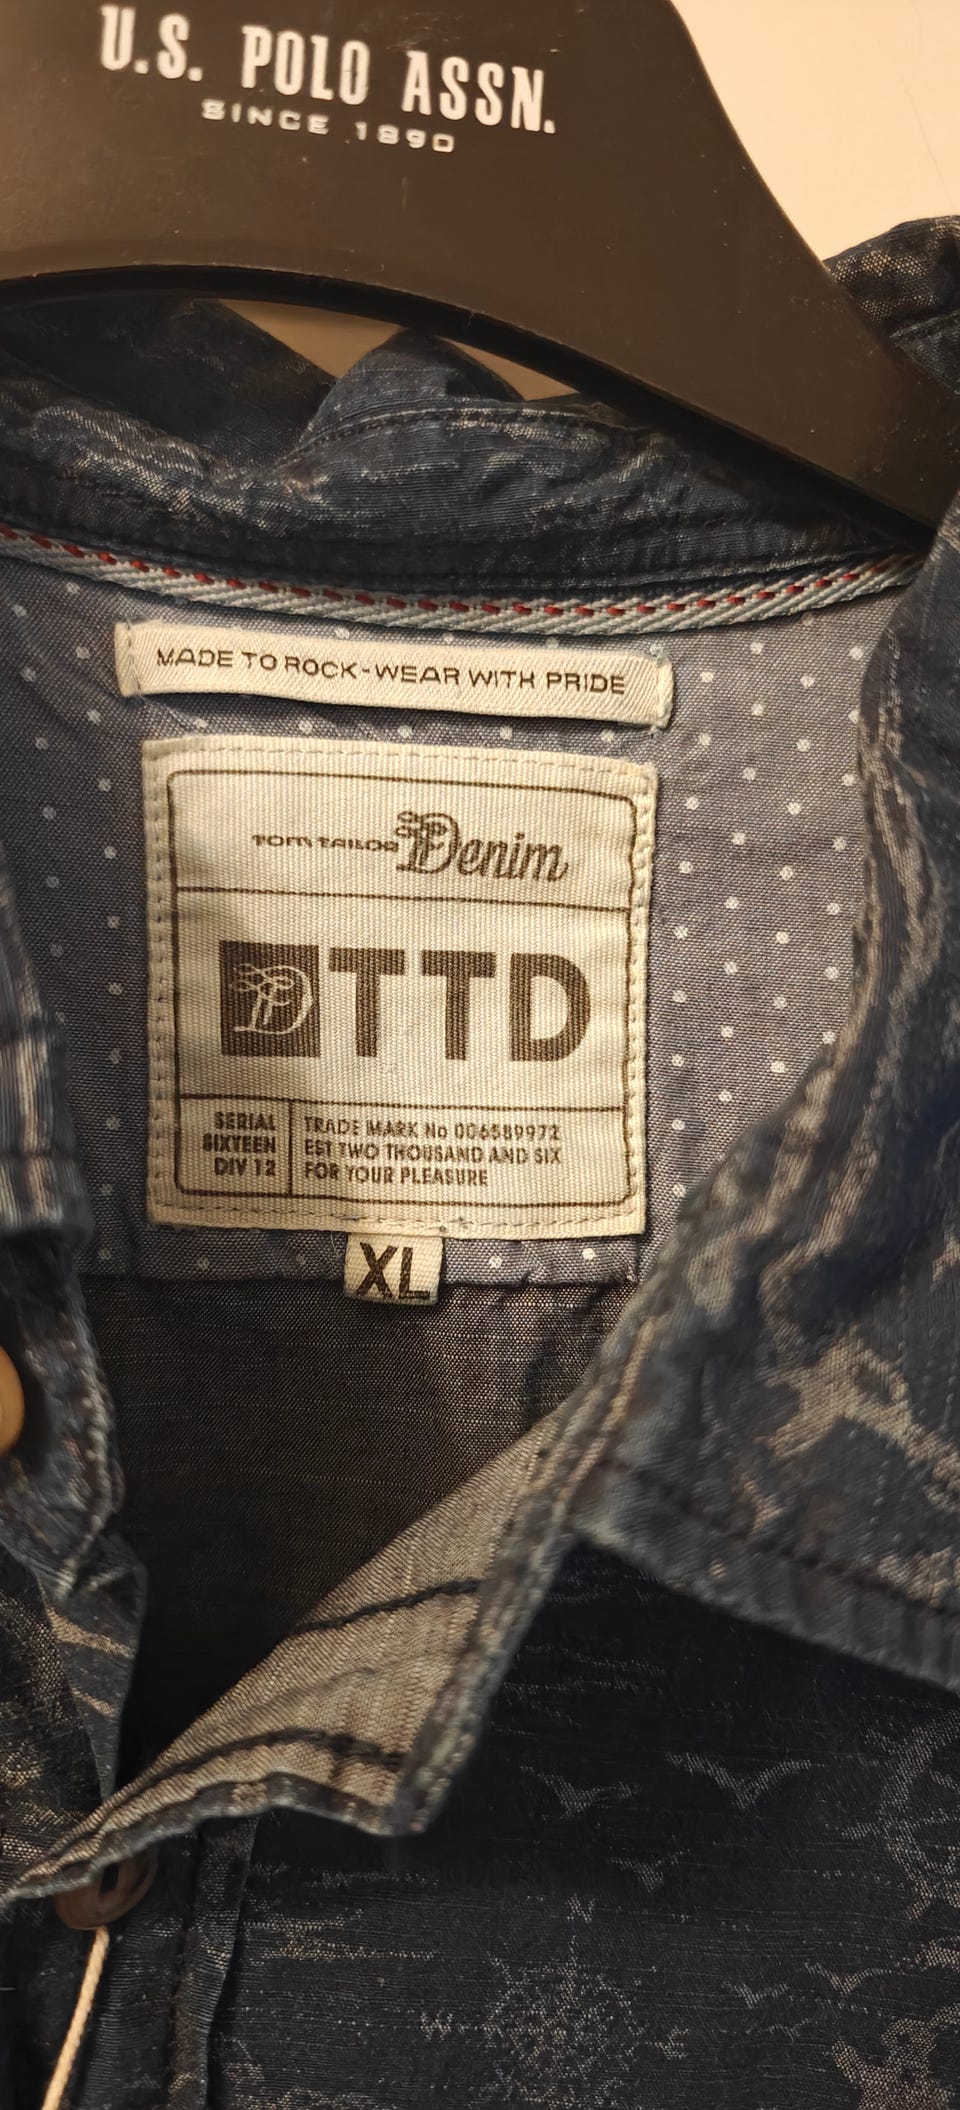 U.S. POLO ASSN.
SINCE 1890
MADE TO ROCK-WEAR WITH PRIDE
TOM TAILOR Denim
TTD
SERIAL
SIXTEEN
DIV 12
TRADE MARK No 006589972
EST TWO THOUSAND AND SIX
FOR YOUR PLEASURE
XL
N
W